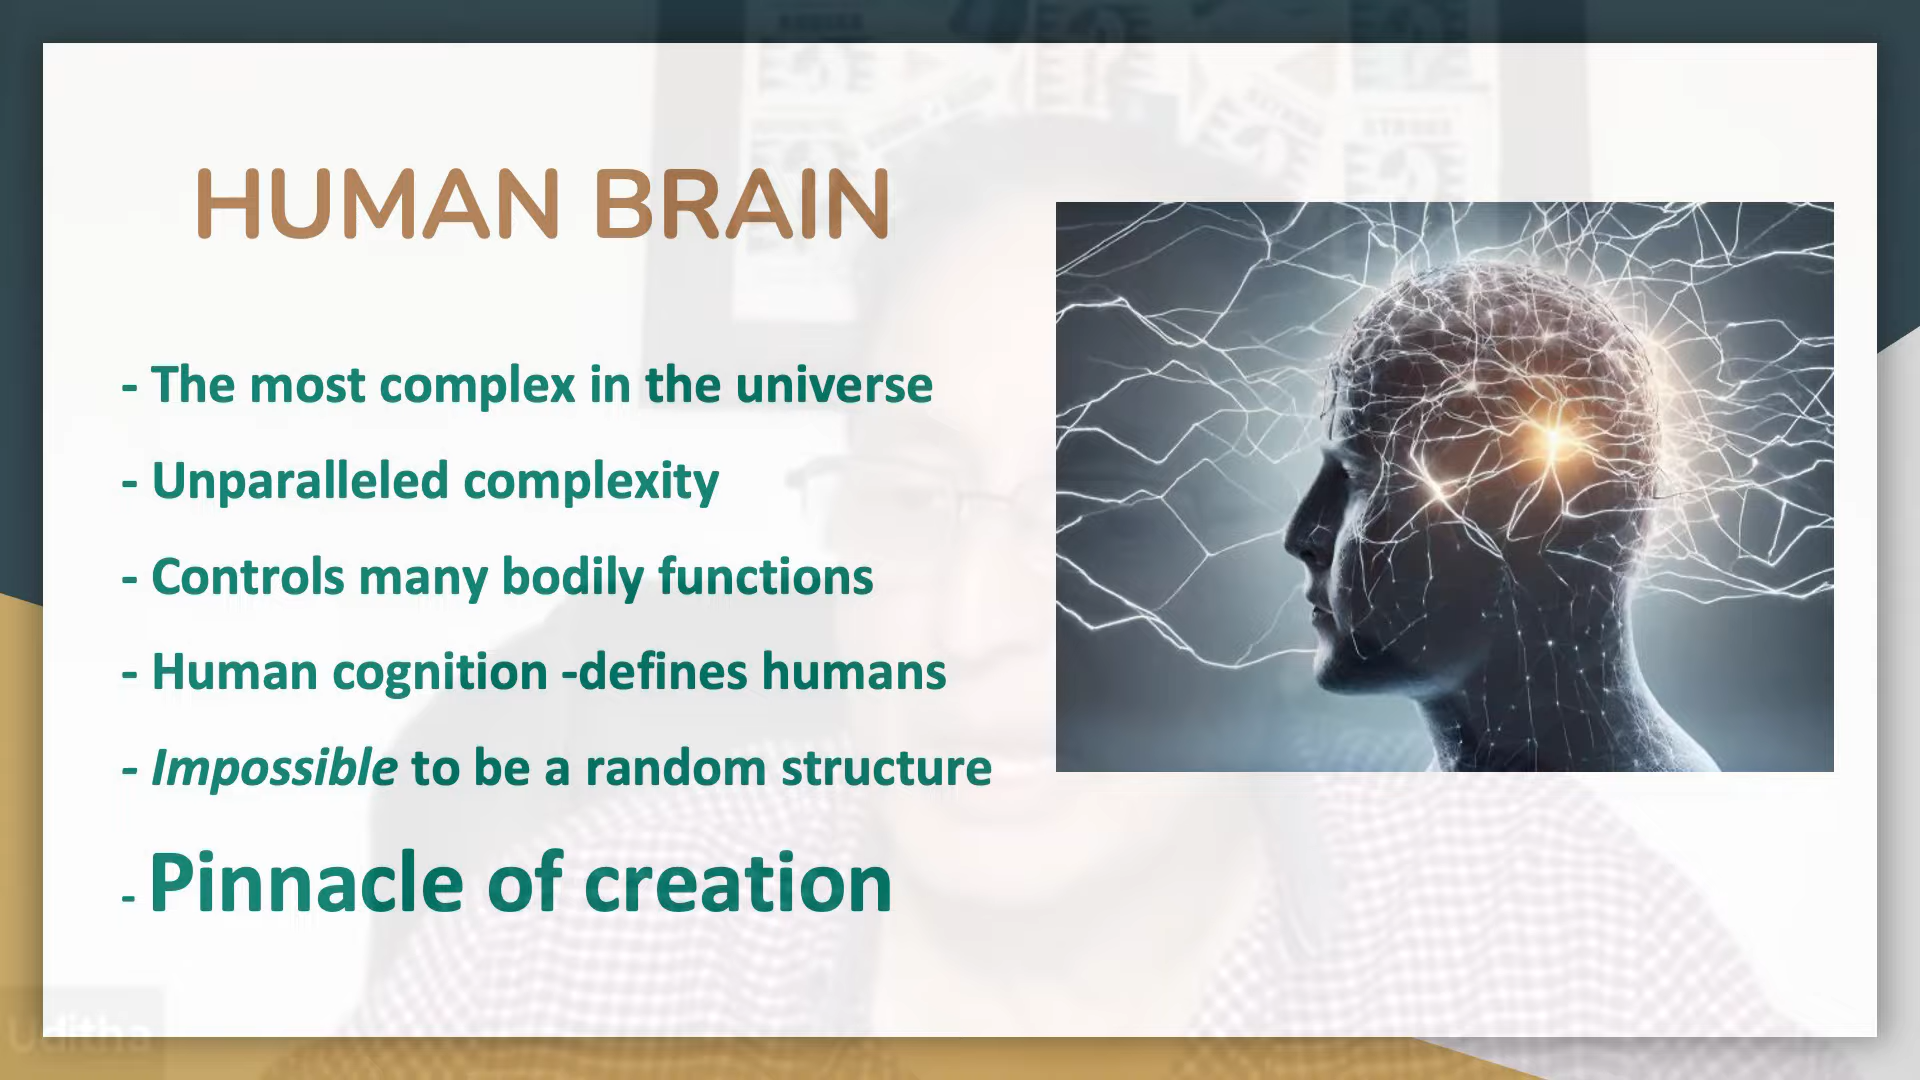 HUMAN BRAIN
- The most complex in the universe
- Unparalleled complexity
- Controls many bodily functions
- Human cognition -defines humans
- Impossible to be a random structure
- Pinnacle of creation
Uditha